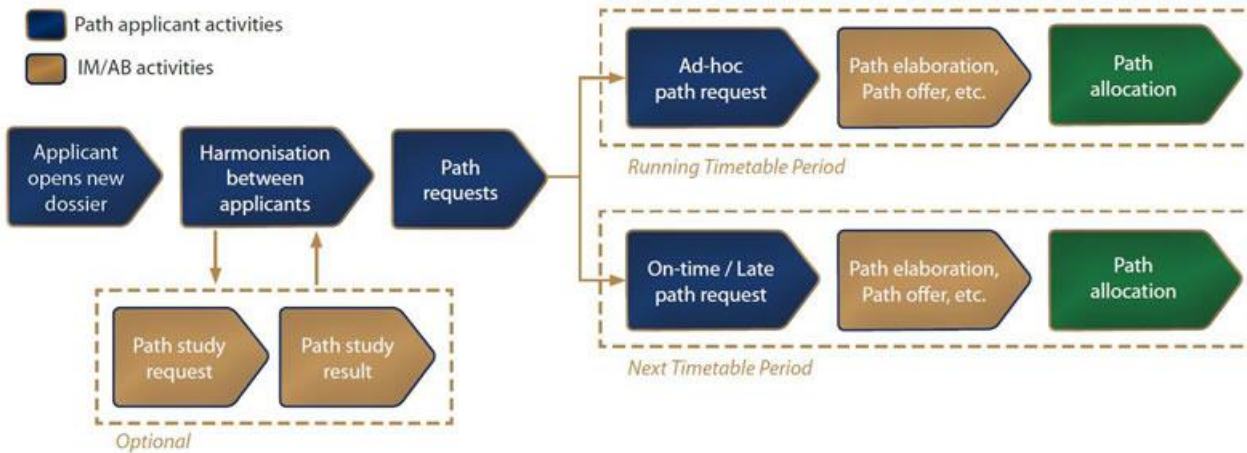 Path applicant activities
IM/AB activities
Applicant
opens new
dossier
Harmonisation
between
applicants
Path
requests
Path study
request
Path study
result
Optional
Ad-hoc
path request
Path elaboration,
Path offer, etc.
Path
allocation
Running Timetable Period
On-time / Late
path request
Path elaboration,
Path offer, etc.
Path
allocation
Next Timetable Period